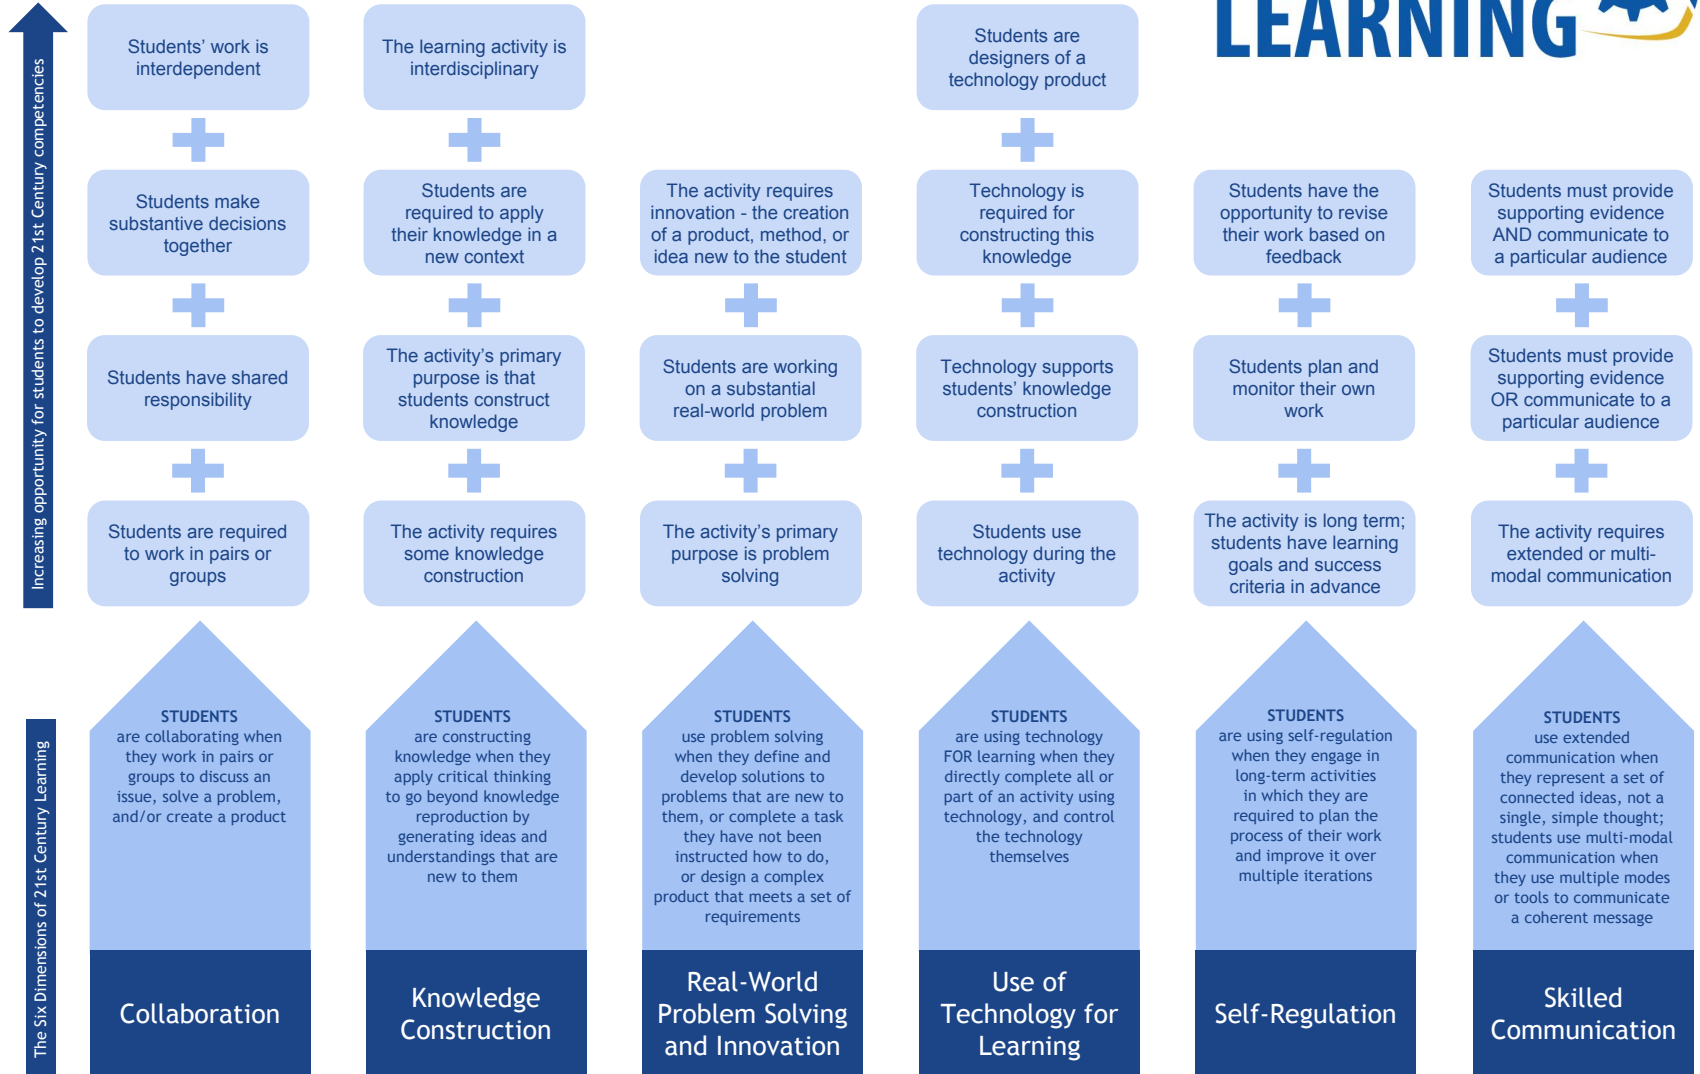 LEARNING
Increasing opportunity for students to develop 21st Century competencies
Students' work is
interdependent
Students make
substantive decisions
together
Students have shared
responsibility
Students are required
to work in pairs or
groups
The learning activity is
interdisciplinary
Students are
required to apply
their knowledge in a
new context
The activity's primary
purpose is that
students construct
knowledge
The activity requires
some knowledge
construction
The activity requires
innovation - the creation
of a product, method, or
idea new to the student
Students are working
on a substantial
real-world problem
The activity's primary
purpose is problem
solving
Students are
designers of a
technology product
Technology is
required for
constructing this
knowledge
Technology supports
students' knowledge
construction
Students use
technology during the
activity
Students have the
opportunity to revise
their work based on
feedback
Students plan and
monitor their own
work
The activity is long term;
students have learning
goals and success
criteria in advance
Students must provide
supporting evidence
AND communicate to
a particular audience
Students must provide
supporting evidence
OR communicate to a
particular audience
The activity requires
extended or multi-
modal communication
The Six Dimensions of 21st Century Learning
STUDENTS
are collaborating when
they work in pairs or
groups to discuss an
issue, solve a problem,
and/or create a product
Collaboration
STUDENTS
are constructing
knowledge when they
apply critical thinking
to go beyond knowledge
reproduction by
generating ideas and
understandings that are
new to them
Knowledge
Construction
STUDENTS
use problem solving
when they define and
develop solutions to
problems that are new to
them, or complete a task
they have not been
instructed how to do,
or design a complex
product that meets a set of
requirements
Real-World
Problem Solving
and Innovation
STUDENTS
are using technology
FOR learning when they
directly complete all or
part of an activity using
technology, and control
the technology
themselves
Use of
Technology for
Learning
STUDENTS
are using self-regulation
when they engage in
long-term activities
in which they are
required to plan the
process of their work
and improve it over
multiple iterations
Self-Regulation
STUDENTS
use extended
communication when
they represent a set of
connected ideas, not a
single, simple thought;
students use multi-modal
communication when
they use multiple modes
or tools to communicate
a coherent message
Skilled
Communication